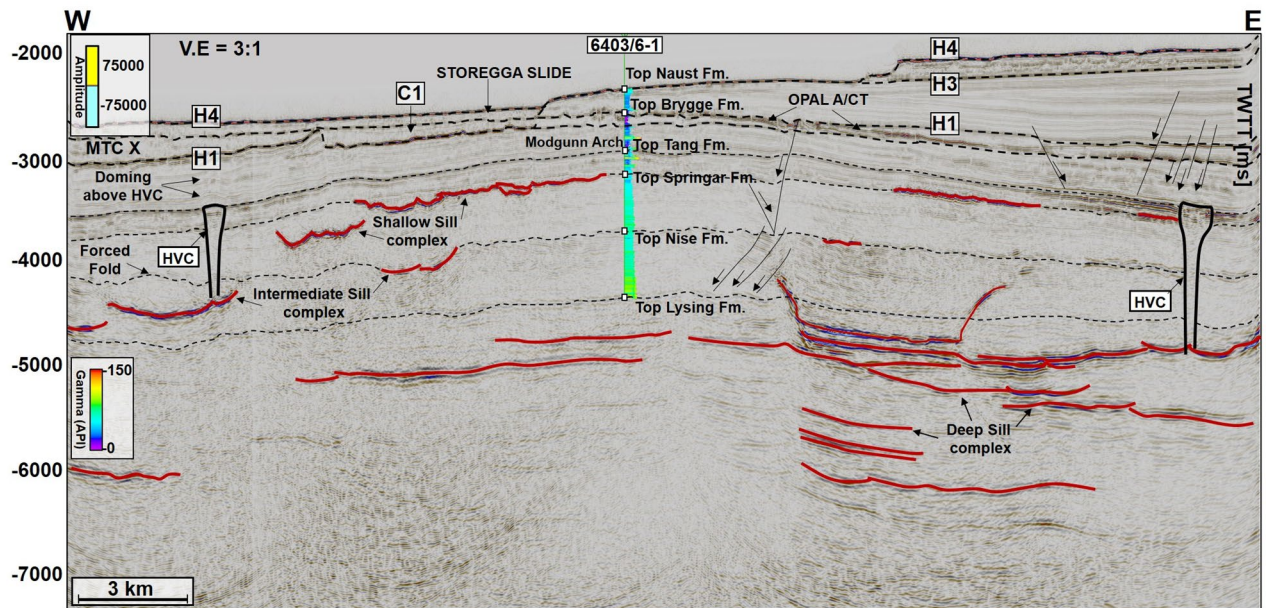 W
E
V.E = 3:1
6403/6-1
-2000
-3000
-4000
-5000
-6000
-7000
Amplitude
75000
-75000
STOREGGA SLIDE
C1
H4
H1
MTC X
Doming
above HVC
HVC
Forced
Fold
Shallow Sill
complex
Intermediate Sill
complex
Modgunn Arch
Top Naust Fm.
Top Brygge Fm.
Top Tang Fm.
Top Springar Fm.
Top Nise Fm.
Top Lysing Fm.
OPAL A/CT
H4
H3
H1
TWTT (ms]
HVC
Deep Sill
complex
Gamma (API)
150
0
3 km